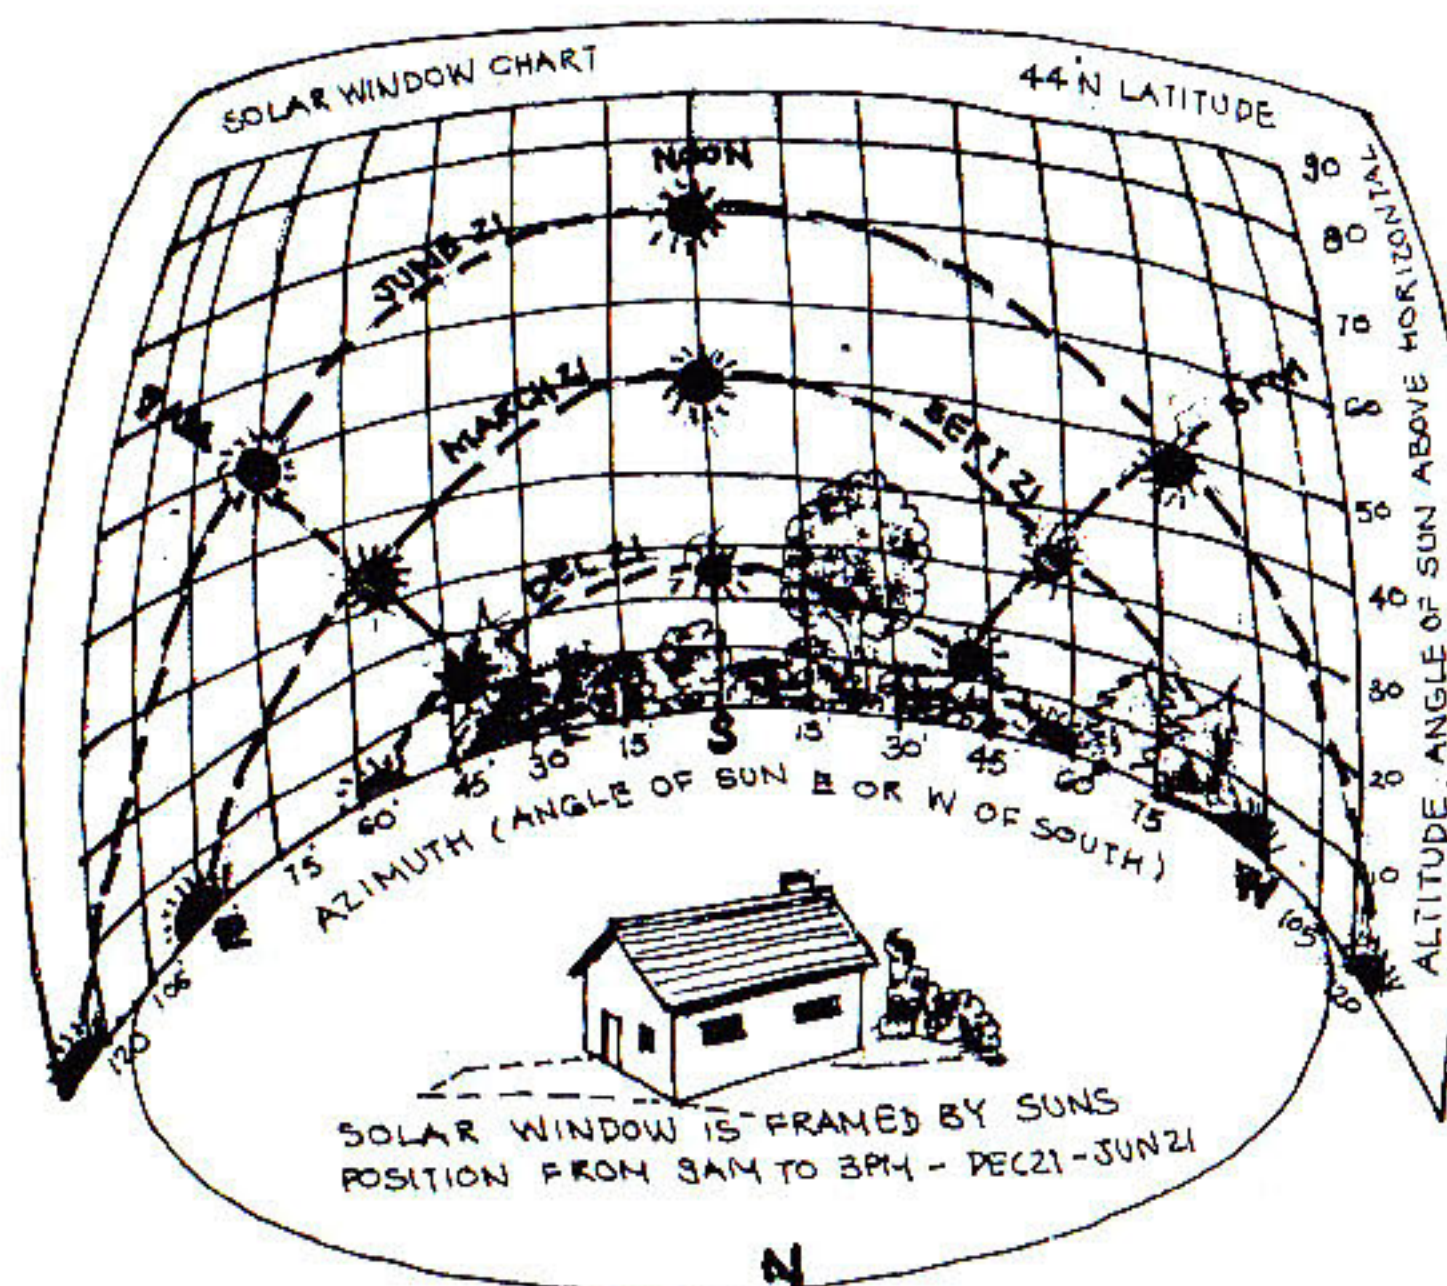 SOLAR WINDOW CHART
44°N LATITUDE
NOON
JUNE 21
MARCH 21
SEPT 21
DEC 21
90
80
70
60
50
40
30
20
10
ALTITUDE: ANGLE OF SUN ABOVE HORIZONTAL
120 105 E 75 60 45 30 15 S 15 30 45 60 75 W 105 120
AZIMUTH (ANGLE OF SUN E OR W OF SOUTH)
SOLAR WINDOW IS FRAMED BY SUNS
POSITION FROM 9AM TO 3PM - DEC21-JUN21
N